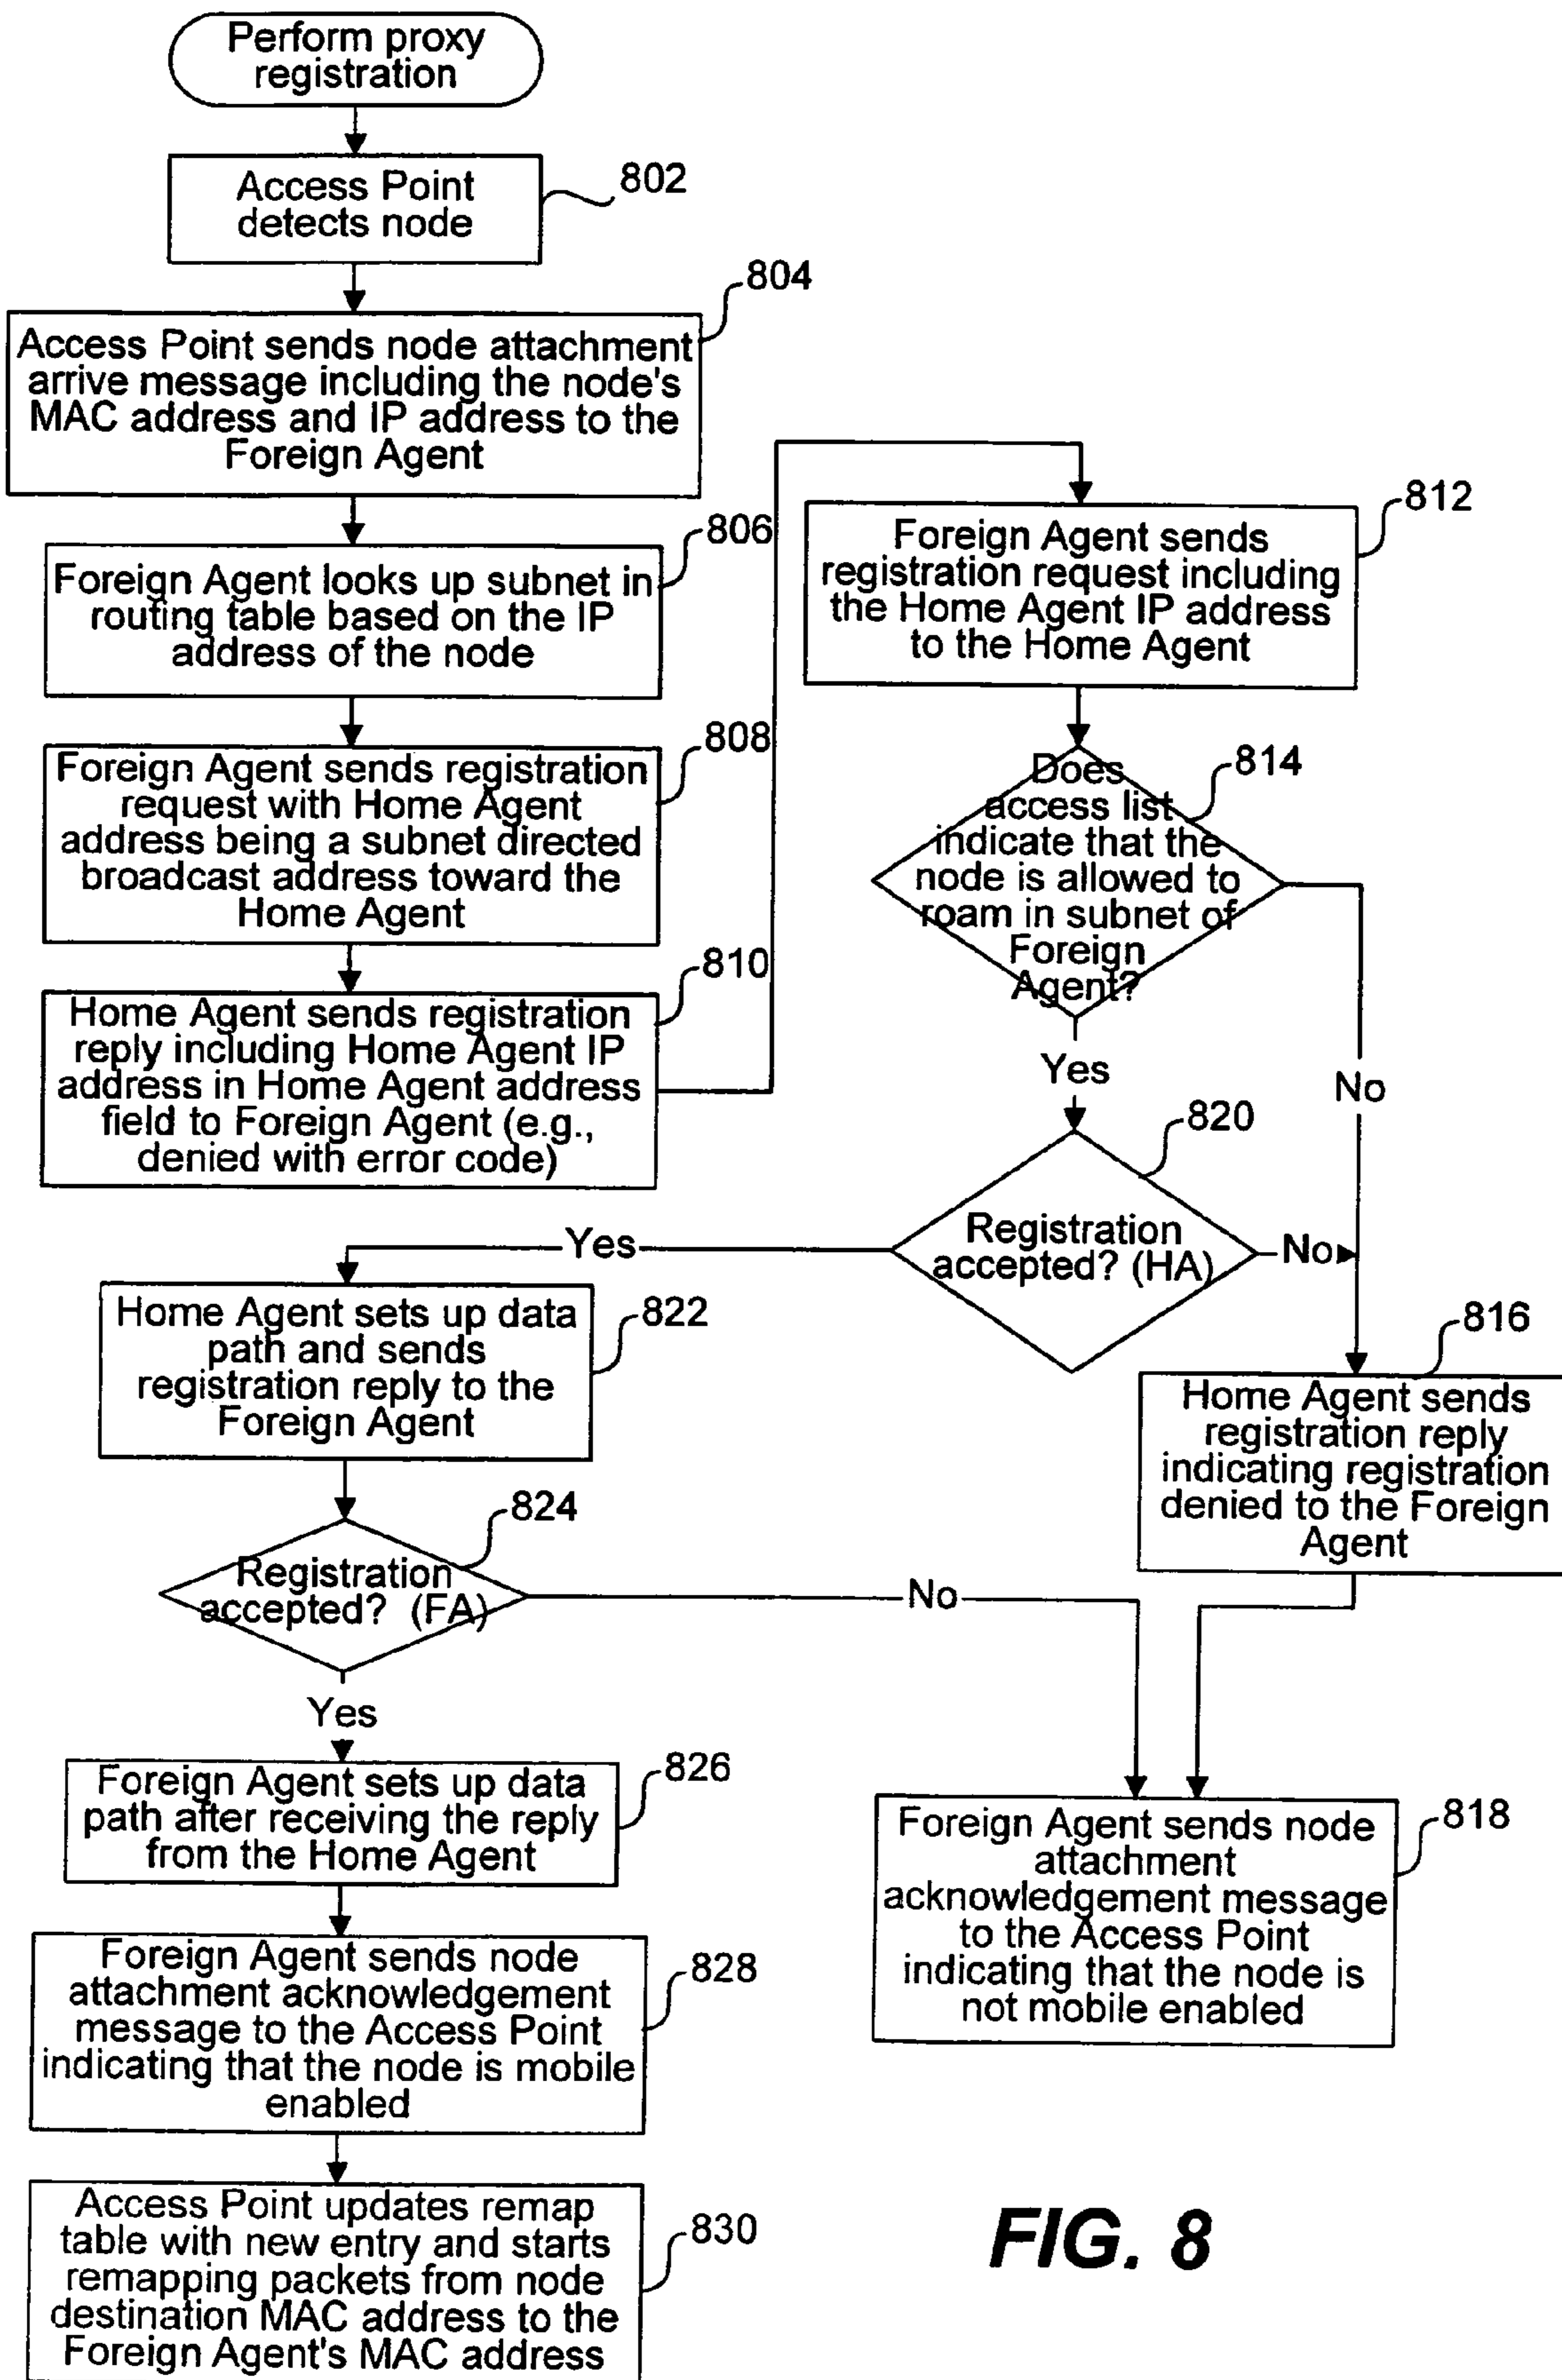 Perform proxy
registration
Access Point
detects node
802
804
Access Point sends node attachment
arrive message including the node's
MAC address and IP address to the
Foreign Agent
806
Foreign Agent looks up subnet in
routing table based on the IP
address of the node
808
Foreign Agent sends registration
request with Home Agent
address being a subnet directed
broadcast address toward the
Home Agent
810
Home Agent sends registration
reply including Home Agent IP
address in Home Agent address
field to Foreign Agent (e.g.,
denied with error code)
812
Foreign Agent sends
registration request including
the Home Agent IP address
to the Home Agent
814
Does
access list
indicate that the
node is allowed to
roam in subnet of
Foreign
Agent?
Yes
No
820
Registration
accepted? (HA)
Yes
No
822
Home Agent sets up data
path and sends
registration reply to the
Foreign Agent
816
Home Agent sends
registration reply
indicating registration
denied to the Foreign
Agent
824
Registration
accepted? (FA)
No
Yes
826
Foreign Agent sets up data
path after receiving the reply
from the Home Agent
818
Foreign Agent sends node
attachment
acknowledgement message
to the Access Point
indicating that the node is
not mobile enabled
828
Foreign Agent sends node
attachment acknowledgement
message to the Access Point
indicating that the node is mobile
enabled
830
Access Point updates remap
table with new entry and starts
remapping packets from node
destination MAC address to the
Foreign Agent's MAC address
FIG. 8